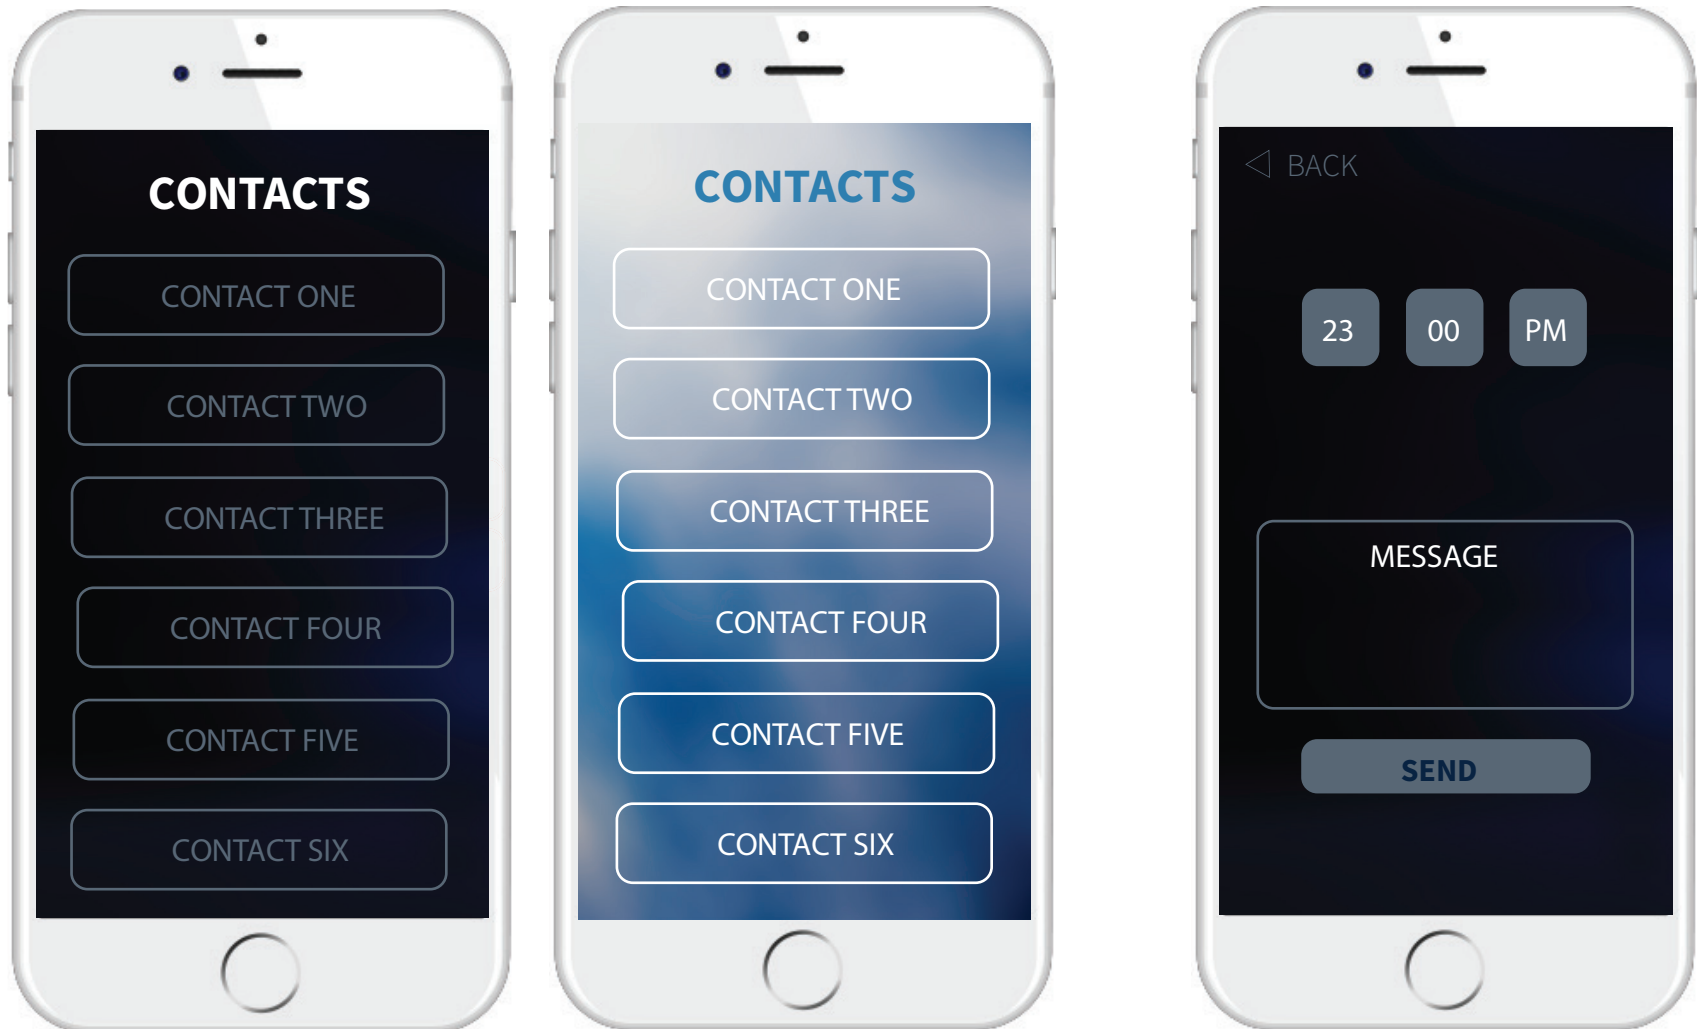 CONTACTS
CONTACT ONE
CONTACT TWO
CONTACT THREE
CONTACT FOUR
CONTACT FIVE
CONTACT SIX
CONTACTS
CONTACT ONE
CONTACT TWO
CONTACT THREE
CONTACT FOUR
CONTACT FIVE
CONTACT SIX
BACK
23 00 PM
MESSAGE
SEND